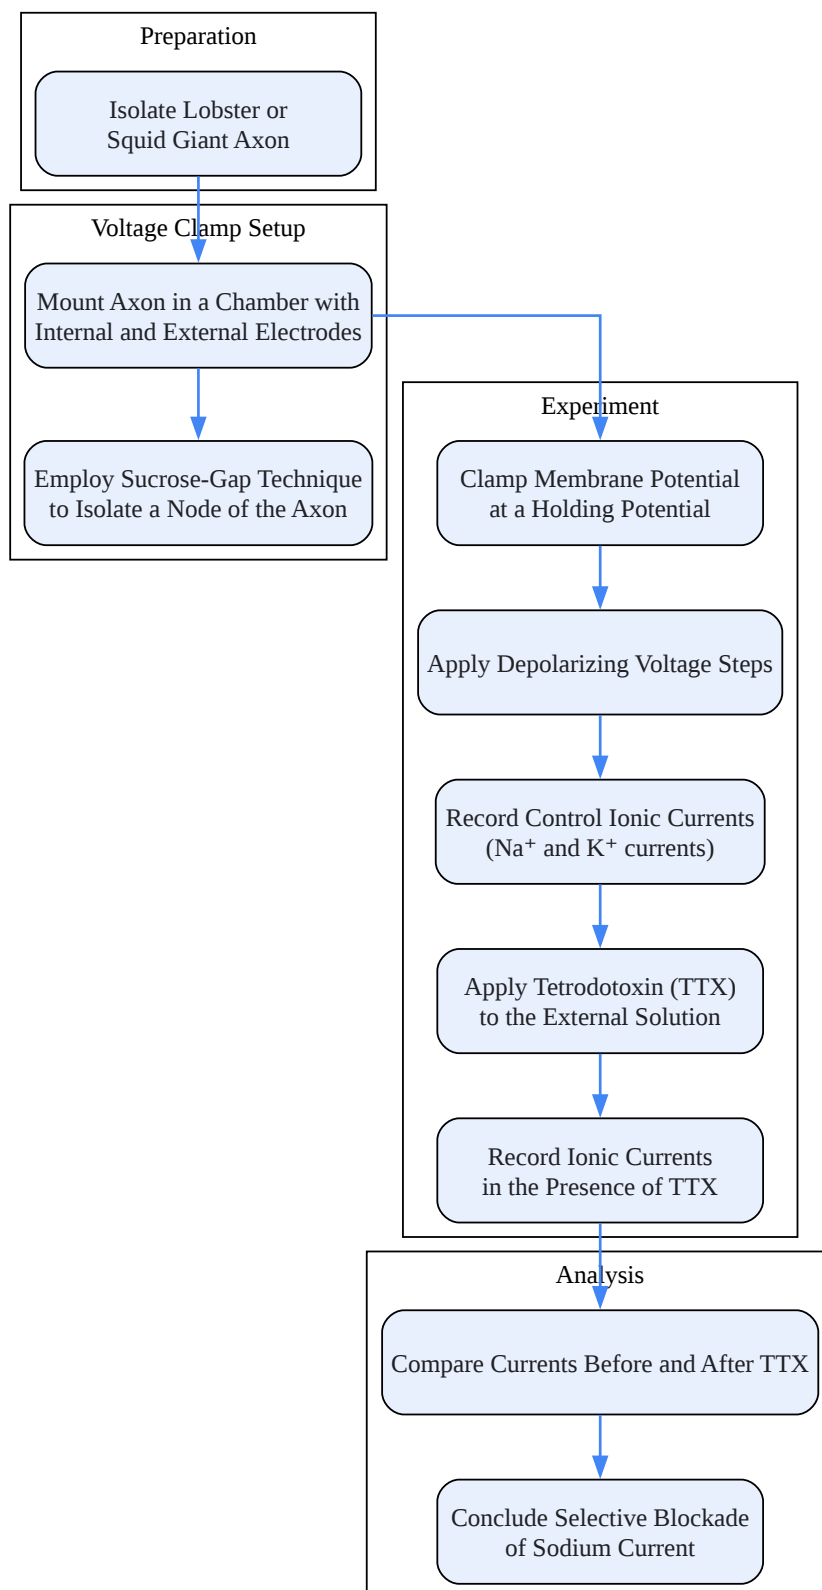 Preparation
Isolate Lobster or
Squid Giant Axon
Voltage Clamp Setup
Mount Axon in a Chamber with
Internal and External Electrodes
Employ Sucrose-Gap Technique
to Isolate a Node of the Axon
Experiment
Clamp Membrane Potential
at a Holding Potential
Apply Depolarizing Voltage Steps
Record Control Ionic Currents
(Na⁺ and K⁺ currents)
Apply Tetrodotoxin (TTX)
to the External Solution
Record Ionic Currents
in the Presence of TTX
Analysis
Compare Currents Before and After TTX
Conclude Selective Blockade
of Sodium Current